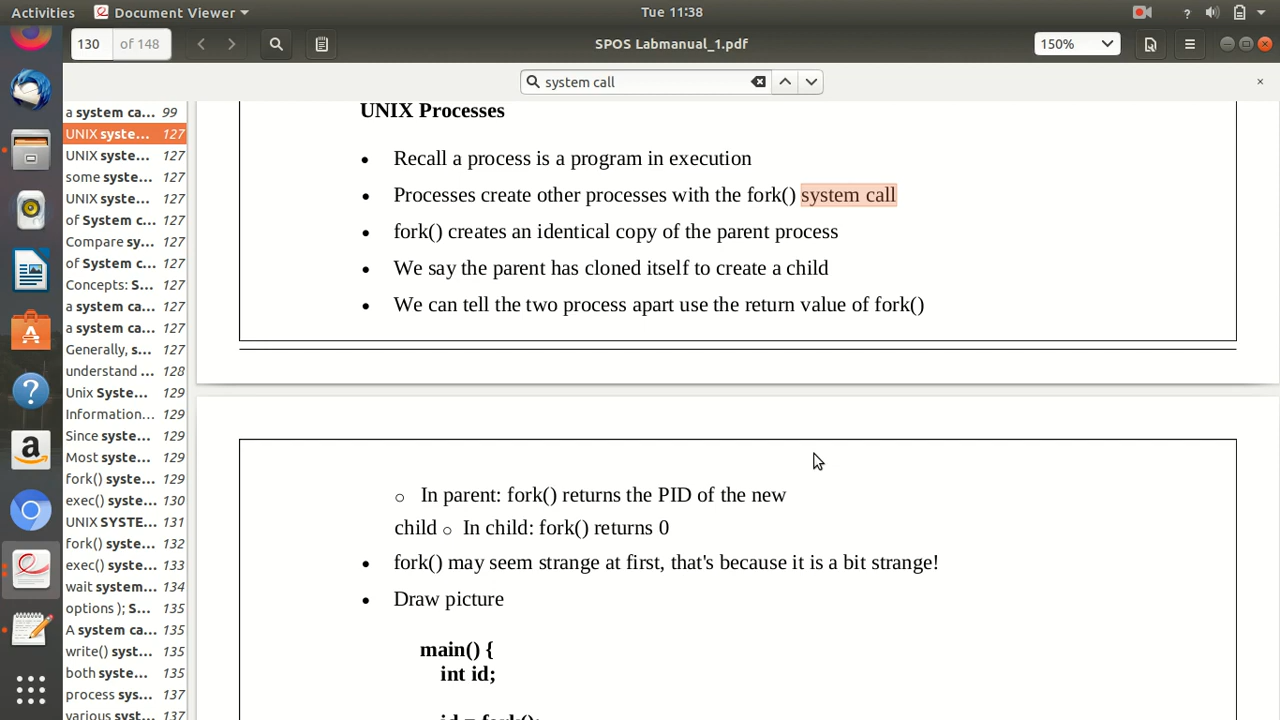 Activities Document Viewer Tue 11:38 ?
130 of 148 SPOS Labmanual_1.pdf 150%
system call
a system ca... 99
UNIX syste... 127
UNIX syste... 127
some syste... 127
UNIX syste... 127
of System c... 127
Compare sy... 127
of System c... 127
Concepts: S... 127
a system ca... 127
a system ca... 127
Generally, s... 127
understand ... 128
Unix Syste... 129
Information... 129
Since syste... 129
Most syste... 129
fork() syste... 129
exec() syste... 130
UNIX SYSTE... 131
fork() syste... 132
exec() syste... 133
wait system... 134
options ); S... 135
A system ca... 135
write() syst... 135
both syste... 135
process sys... 137
various syst... 137
UNIX Processes
• Recall a process is a program in execution
• Processes create other processes with the fork() system call
• fork() creates an identical copy of the parent process
• We say the parent has cloned itself to create a child
• We can tell the two process apart use the return value of fork()
o In parent: fork() returns the PID of the new
child o In child: fork() returns 0
• fork() may seem strange at first, that's because it is a bit strange!
• Draw picture
main() {
int id;
id = fork();